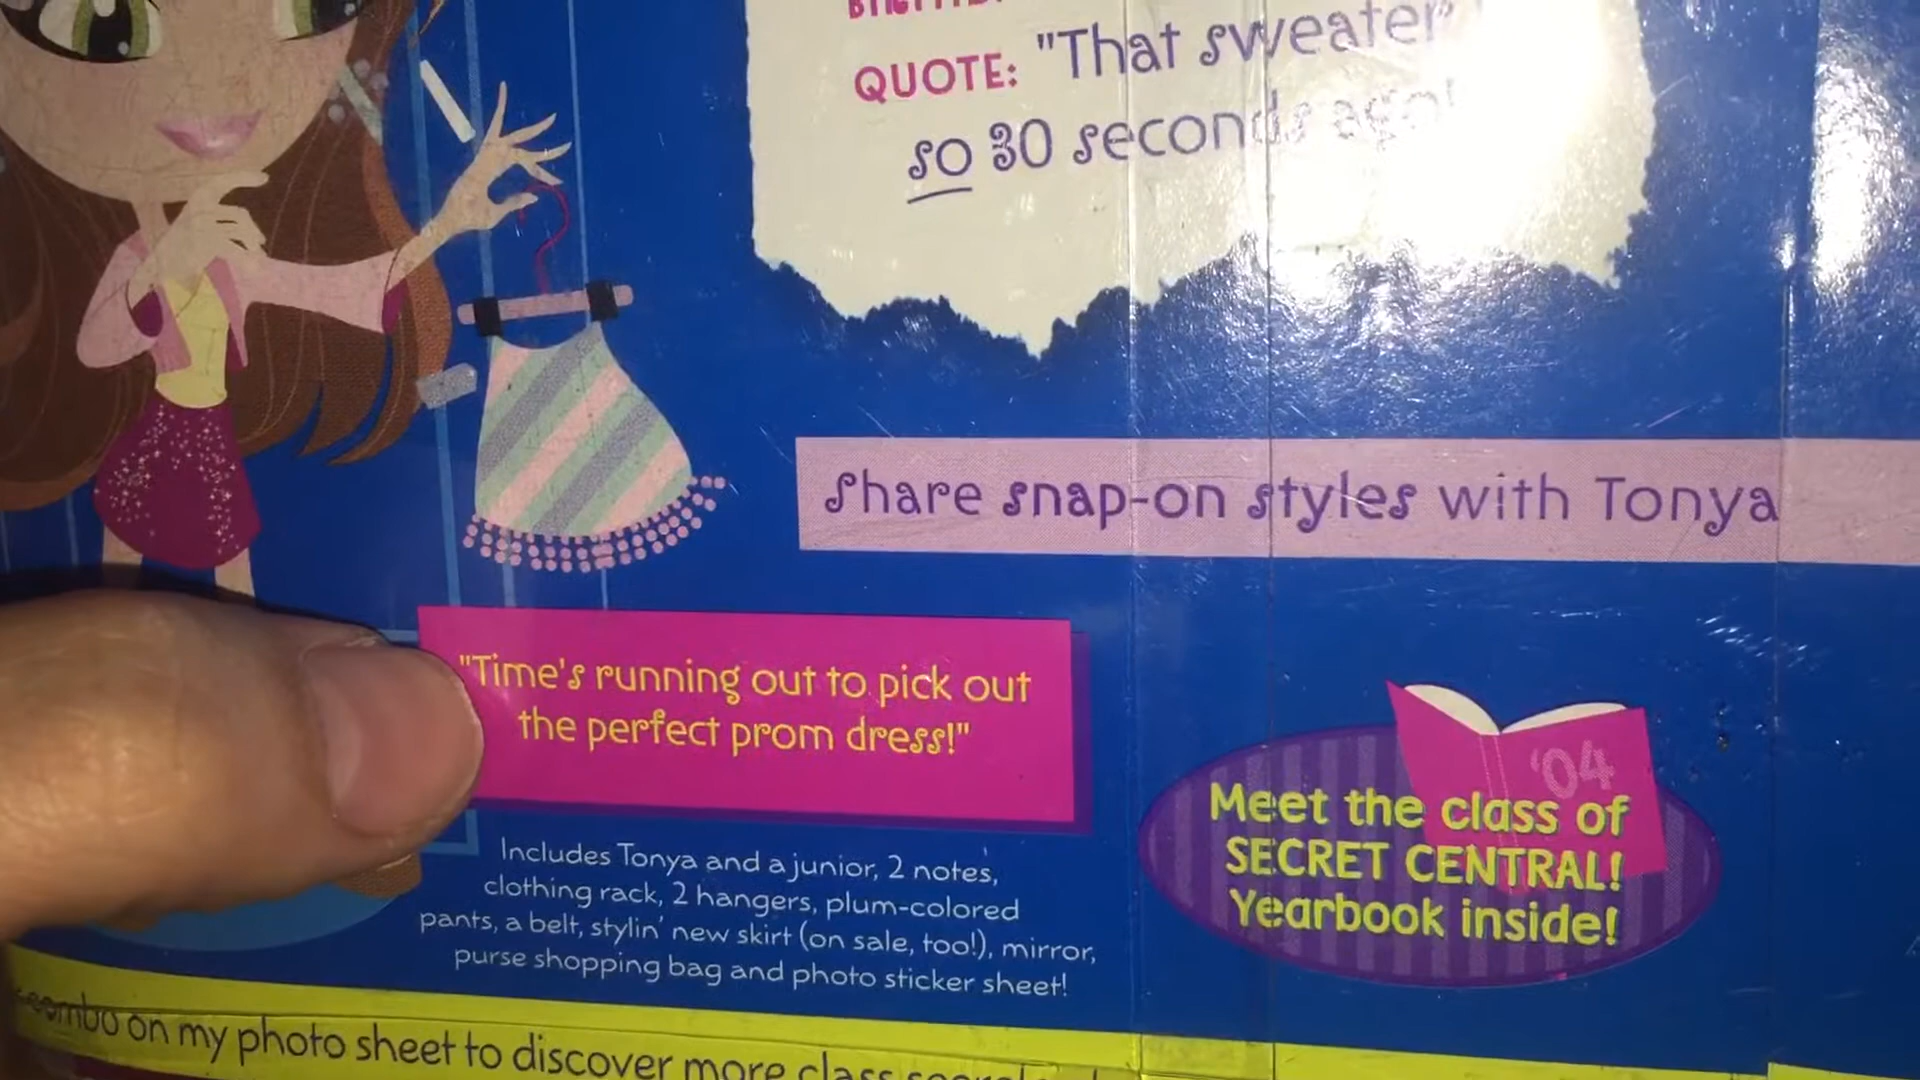 QUOTE: "That sweater
so 30 seconds ago!
Share snap-on styles with Tonya
"Time's running out to pick out
the perfect prom dress!"
Includes Tonya and a junior, 2 notes,
clothing rack, 2 hangers, plum-colored
pants, a belt, stylin' new skirt (on sale, too!), mirror,
purse shopping bag and photo sticker sheet!
'04
Meet the class of
SECRET CENTRAL!
Yearbook inside!
combo on my photo sheet to discover more class